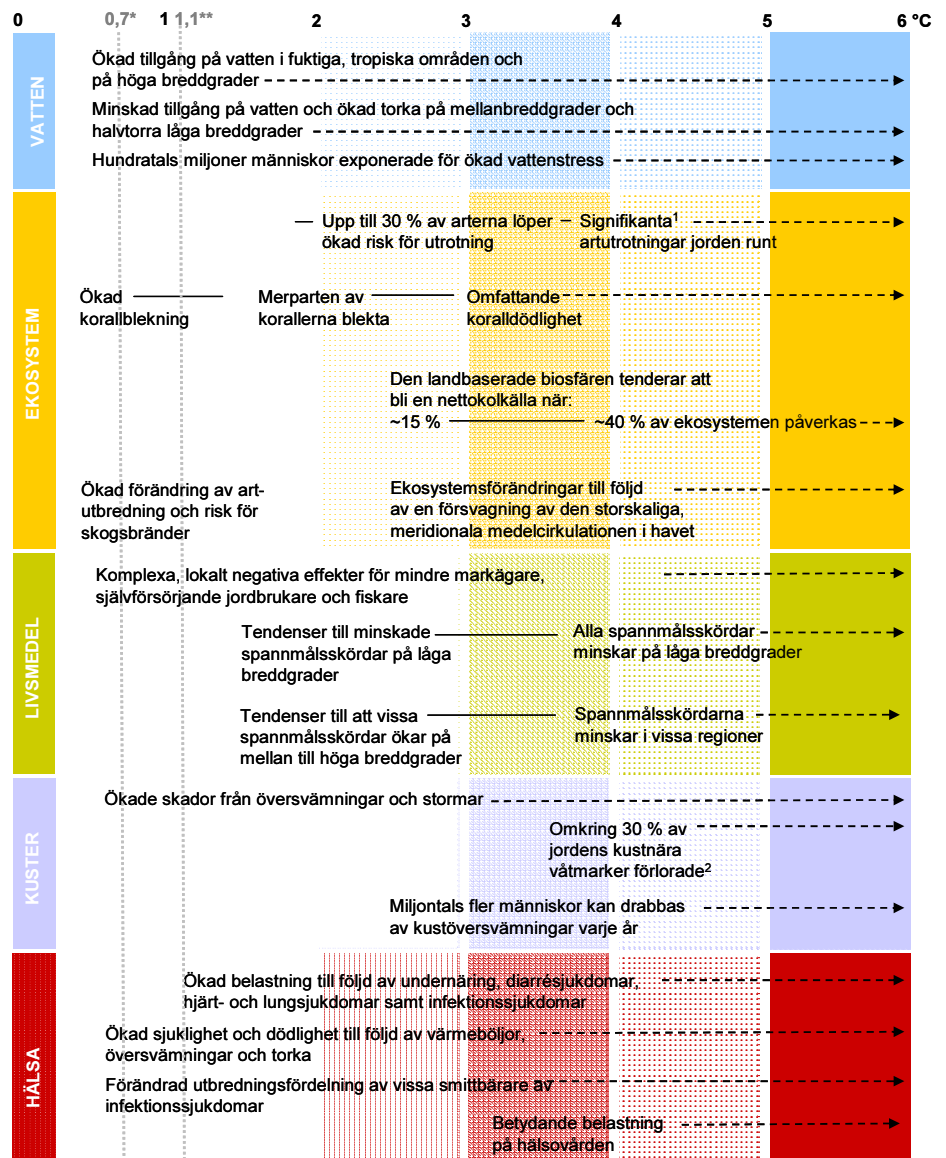 0 0,7* 1 1,1** 2 3 4 5 6 °C
VATTEN
Ökad tillgång på vatten i fuktiga, tropiska områden och
på höga breddgrader
Minskad tillgång på vatten och ökad torka på mellanbreddgrader och
halvtorra låga breddgrader
Hundratals miljoner människor exponerade för ökad vattenstress
EKOSYSTEM
Upp till 30 % av arterna löper
ökad risk för utrotning
Signifikanta¹
artutrotningar jorden runt
Ökad
korallblekning
Merparten av
korallerna blekta
Omfattande
koralldödlighet
Den landbaserade biosfären tenderar att
bli en nettokolkälla när:
~15 % ~40 % av ekosystemen påverkas
Ökad förändring av art-
utbredning och risk för
skogsbränder
Ekosystemsförändringar till följd
av en försvagning av den storskaliga,
meridionala medelcirkulationen i havet
LIVSMEDEL
Komplexa, lokalt negativa effekter för mindre markägare,
självförsörjande jordbrukare och fiskare
Tendenser till minskade
spannmålsskördar på låga
breddgrader
Alla spannmålsskördar
minskar på låga breddgrader
Tendenser till att vissa
spannmålsskördar ökar på
mellan till höga breddgrader
Spannmålsskördarna
minskar i vissa regioner
KUSTER
Ökade skador från översvämningar och stormar
Omkring 30 % av
jordens kustnära
våtmarker förlorade²
Miljontals fler människor kan drabbas
av kustöversvämningar varje år
HÄLSA
Ökad belastning till följd av undernäring, diarrésjukdomar,
hjärt- och lungsjukdomar samt infektionssjukdomar
Ökad sjuklighet och dödlighet till följd av värmeböljor,
översvämningar och torka
Förändrad utbredningsfördelning av vissa smittbärare av
infektionssjukdomar
Betydande belastning
på hälsovården